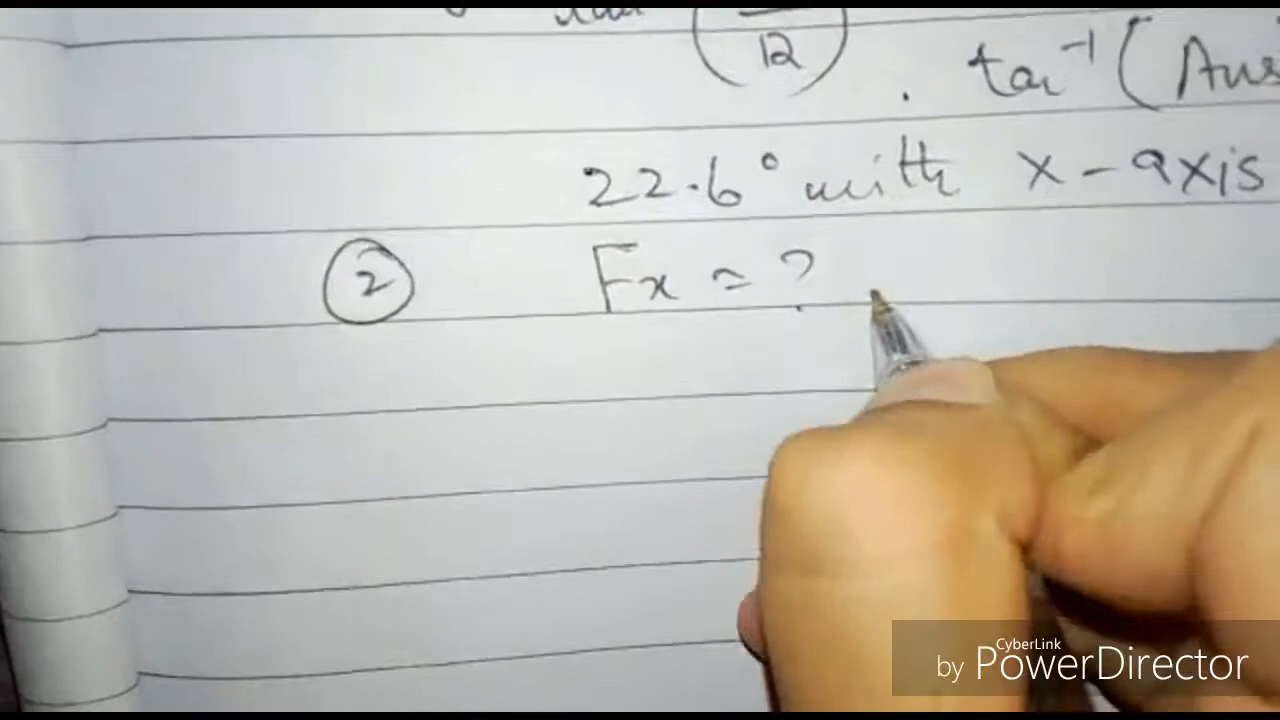 12
. tan⁻¹ ( Ans
22.6° with x - axis
② Fx = ?
CyberLink
by PowerDirector